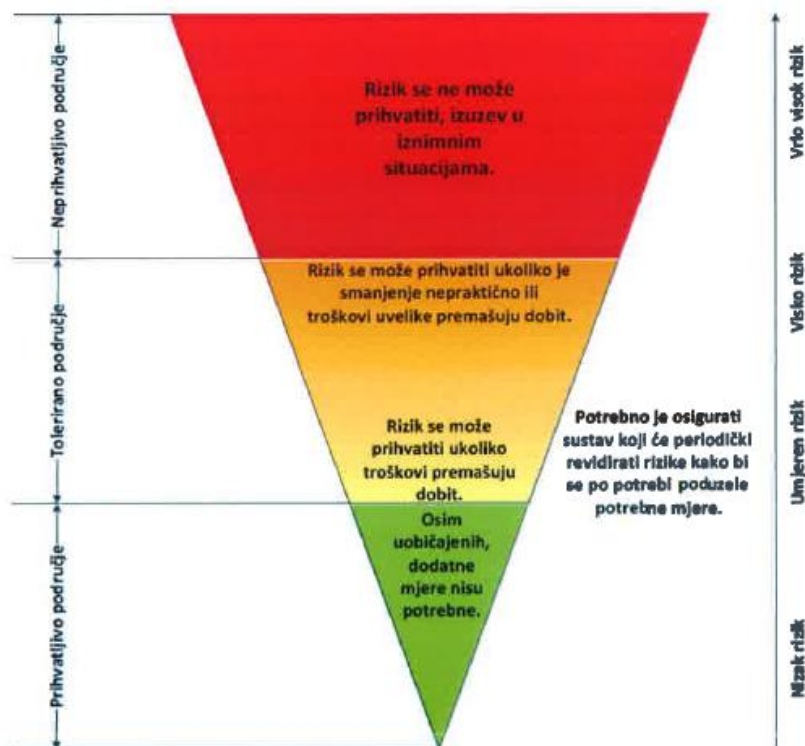 Neprihvatljivo područje
Tolerirano područje
Prihvatljivo područje
Rizik se ne može
prihvatiti, izuzev u
iznimnim
situacijama.
Rizik se može prihvatiti ukoliko je
smanjenje nepraktično ili
troškovi uvelike premašuju dobit.
Rizik se može
prihvatiti ukoliko
troškovi premašuju
dobit.
Osim
uobičajenih,
dodatne
mjere nisu
potrebne.
Potrebno je osigurati
sustav koji će periodički
revidirati rizike kako bi
se po potrebi poduzele
potrebne mjere.
Vrlo visok rizik
Visko rizik
Umjeren rizik
Nizak rizik